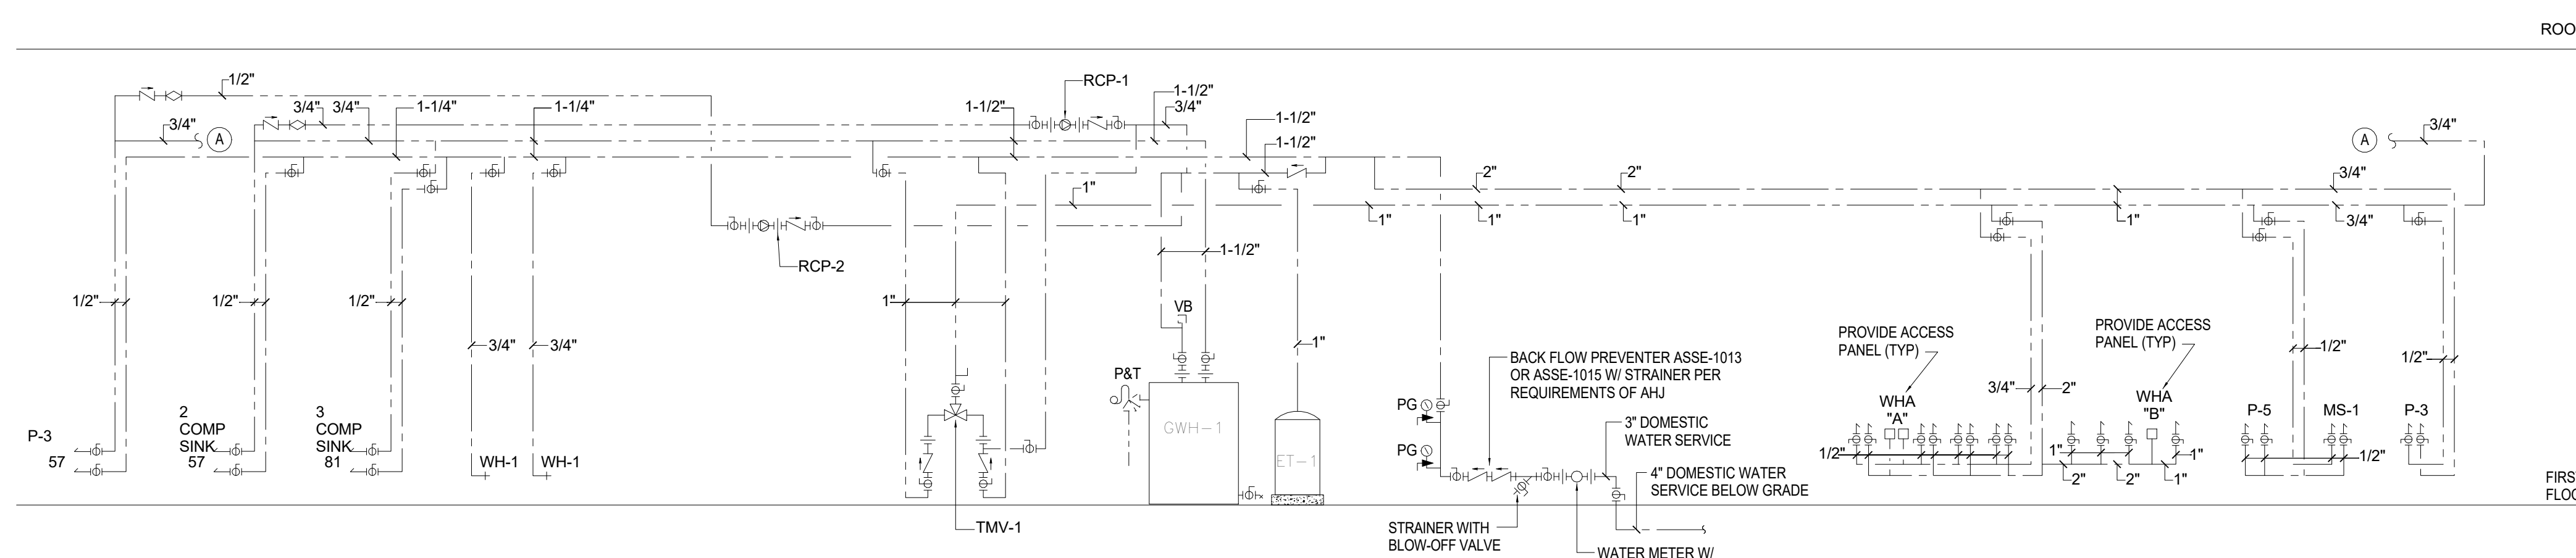 ROO
RCP-1
1/2"
3/4"
3/4"
1-1/4"
1-1/4"
1-1/2"
1-1/2"
3/4"
3/4"
A
1-1/2"
1-1/2"
A
3/4"
1"
2"
2"
3/4"
1"
1"
1"
1"
3/4"
RCP-2
1-1/2"
1/2"
1/2"
1/2"
1"
VB
3/4"
3/4"
1"
BACK FLOW PREVENTER ASSE-1013
OR ASSE-1015 W/ STRAINER PER
REQUIREMENTS OF AHJ
PROVIDE ACCESS
PANEL (TYP)
PROVIDE ACCESS
PANEL (TYP)
1/2"
1/2"
P&T
3/4"
2"
WHA
"A"
WHA
"B"
P-5
MS-1
P-3
PG
PG
3" DOMESTIC
WATER SERVICE
4" DOMESTIC WATER
SERVICE BELOW GRADE
P-3
57
2
COMP
SINK
57
3
COMP
SINK
81
WH-1
WH-1
GWH-1
ET-1
1/2"
1"
1"
2"
2"
1"
1/2"
FIRS
FLOO
TMV-1
STRAINER WITH
BLOW-OFF VALVE
WATER METER W/